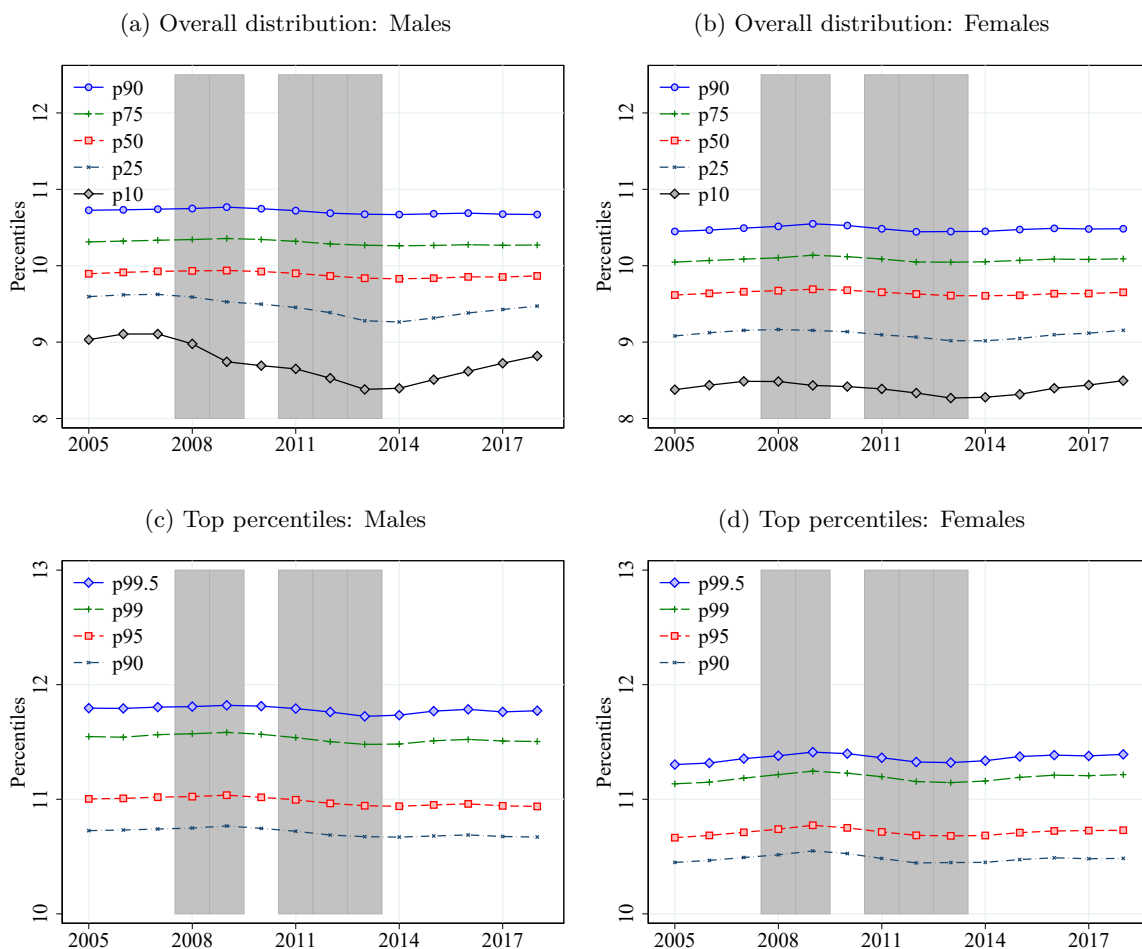 (a) Overall distribution: Males
p90
p75
p50
p25
p10
Percentiles
12
11
10
9
8
2005 2008 2011 2014 2017
(b) Overall distribution: Females
p90
p75
p50
p25
p10
Percentiles
12
11
10
9
8
2005 2008 2011 2014 2017
(c) Top percentiles: Males
p99.5
p99
p95
p90
Percentiles
13
12
11
10
2005 2008 2011 2014 2017
(d) Top percentiles: Females
p99.5
p99
p95
p90
Percentiles
13
12
11
10
2005 2008 2011 2014 2017